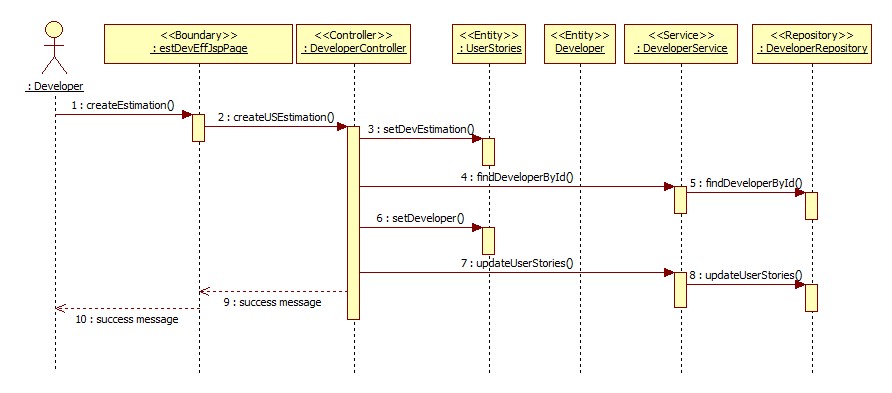 <<Boundary>>
: estDevEffJspPage
<<Controller>>
: DeveloperController
<<Entity>>
: UserStories
<<Entity>>
Developer
<<Service>>
: DeveloperService
<<Repository>>
: DeveloperRepository
: Developer
1 : createEstimation()
2 : createUSEstimation()
3 : setDevEstimation()
4 : findDeveloperById()
5 : findDeveloperById()
6 : setDeveloper()
7 : updateUserStories()
8 : updateUserStories()
9 : success message
10 : success message